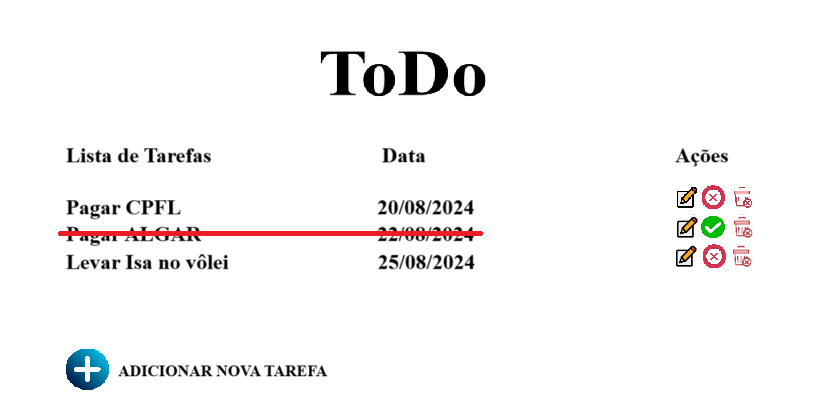 ToDo
Lista de Tarefas Data Ações
Pagar CPFL 20/08/2024
Pagar ALGAR 22/08/2024
Levar Isa no vôlei 25/08/2024
ADICIONAR NOVA TAREFA